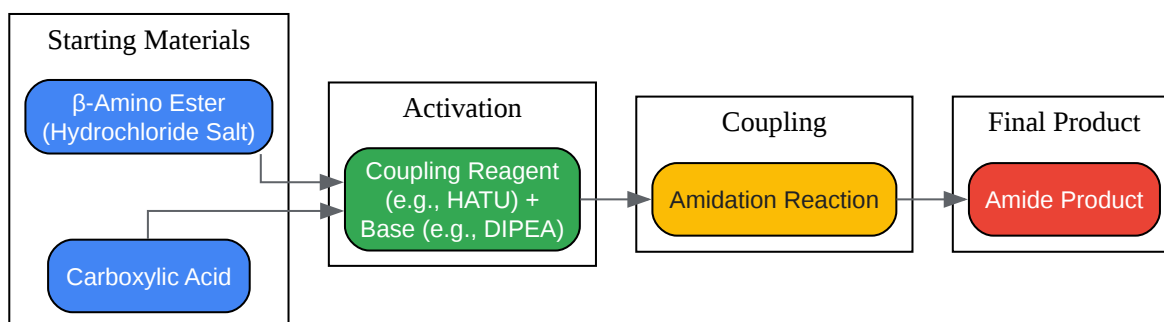 Starting Materials
β-Amino Ester
(Hydrochloride Salt)
Carboxylic Acid
Activation
Coupling Reagent
(e.g., HATU) +
Base (e.g., DIPEA)
Coupling
Amidation Reaction
Final Product
Amide Product